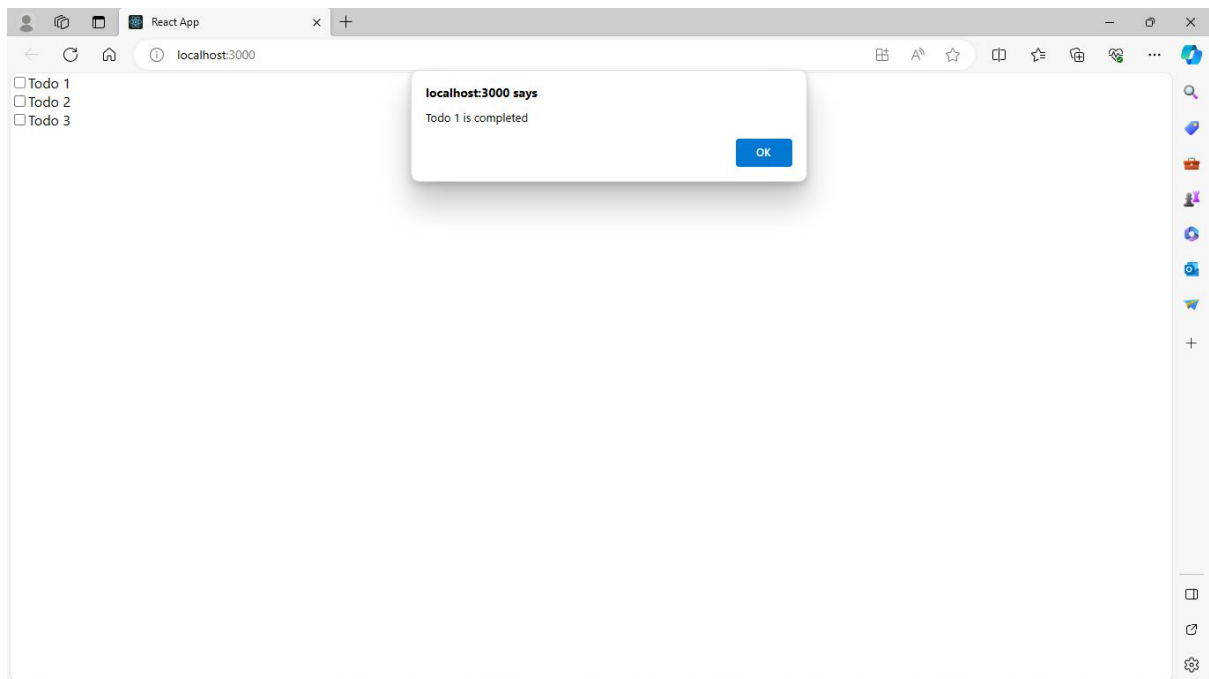 React App
localhost:3000
Todo 1
Todo 2
Todo 3
localhost:3000 says
Todo 1 is completed
OK